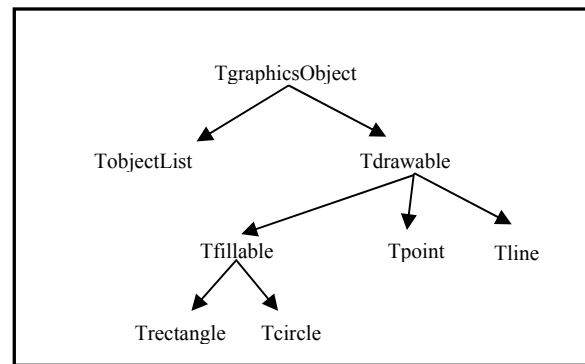 TgraphicsObject
TobjectList Tdrawable
Tfillable Tpoint Tline
Trectangle Tcircle